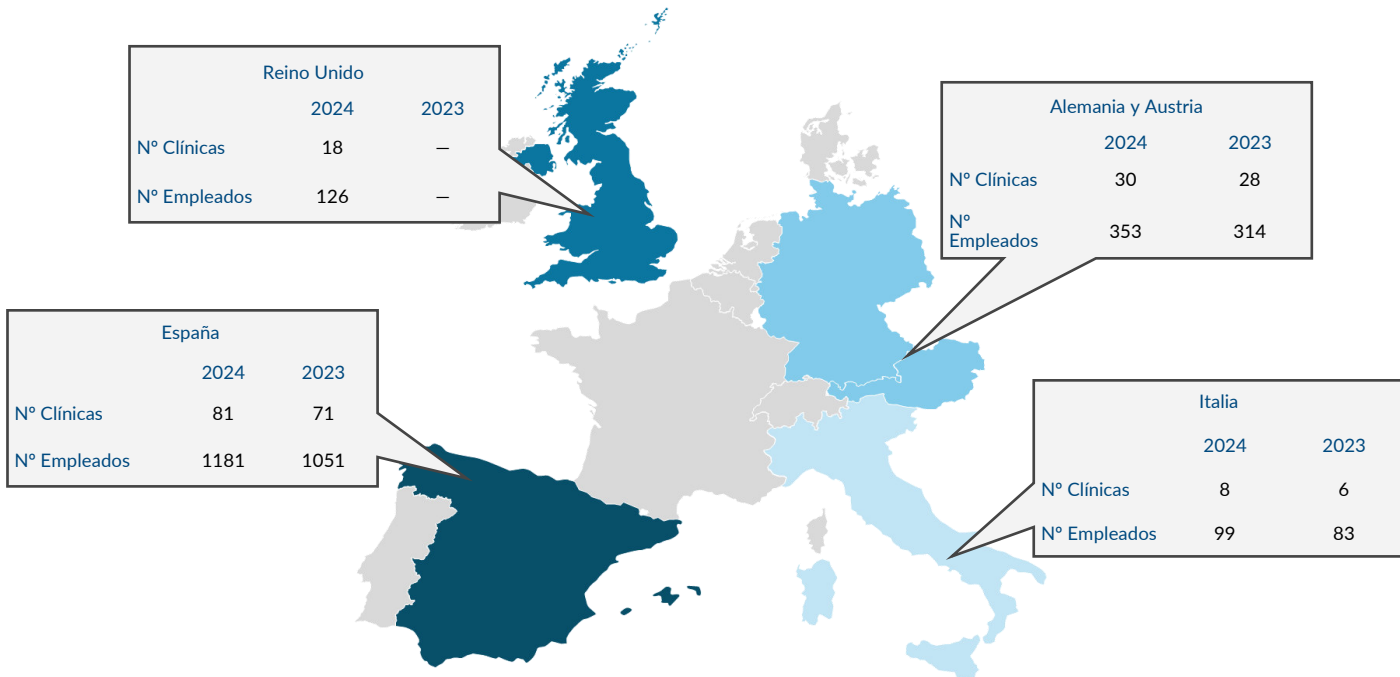 Reino Unido
2024 2023
Nº Clínicas 18 —
Nº Empleados 126 —
Alemania y Austria
2024 2023
Nº Clínicas 30 28
Nº
Empleados 353 314
España
2024 2023
Nº Clínicas 81 71
Nº Empleados 1181 1051
Italia
2024 2023
Nº Clínicas 8 6
Nº Empleados 99 83